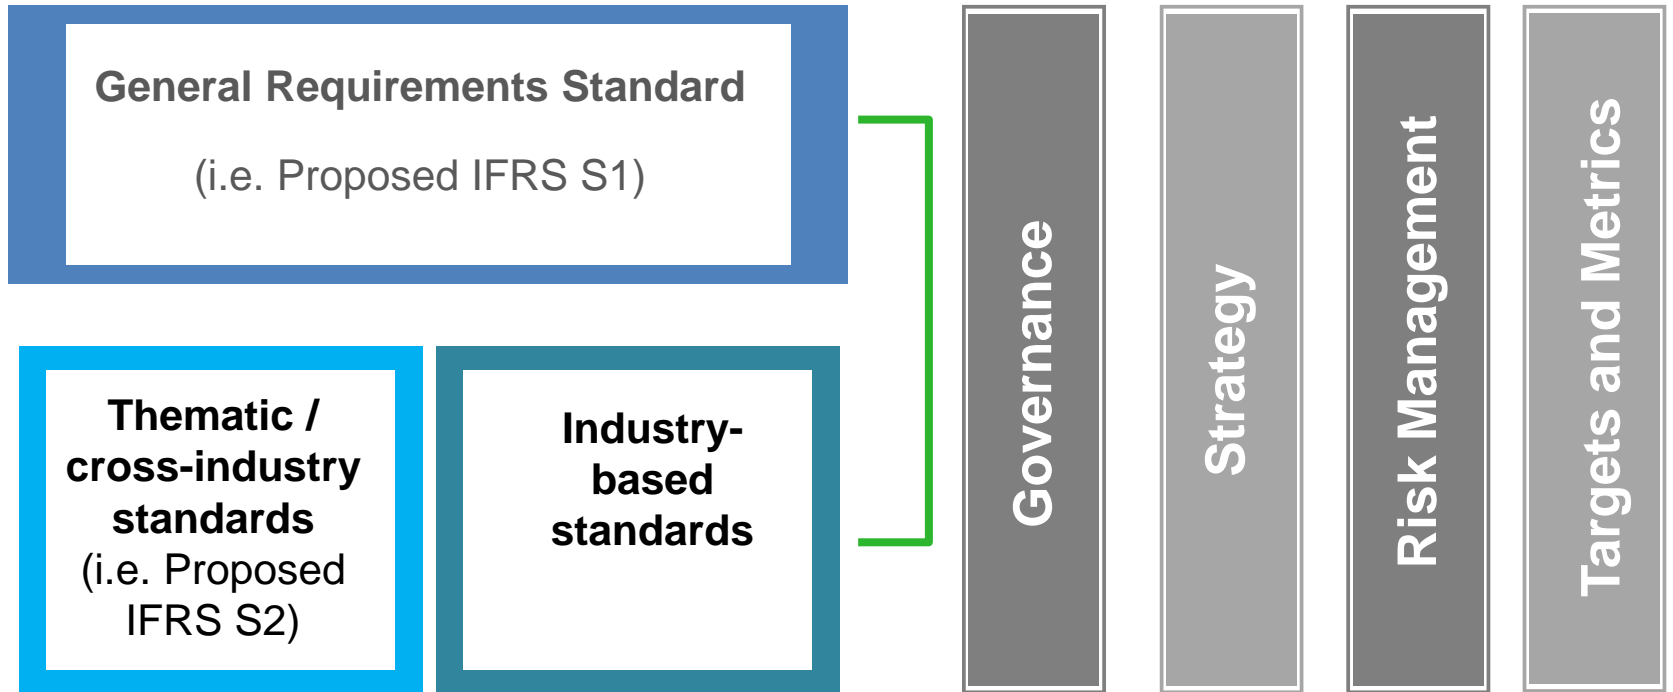 General Requirements Standard
(i.e. Proposed IFRS S1)
Thematic /
cross-industry
standards
(i.e. Proposed
IFRS S2)
Industry-
based
standards
Governance
Strategy
Risk Management
Targets and Metrics